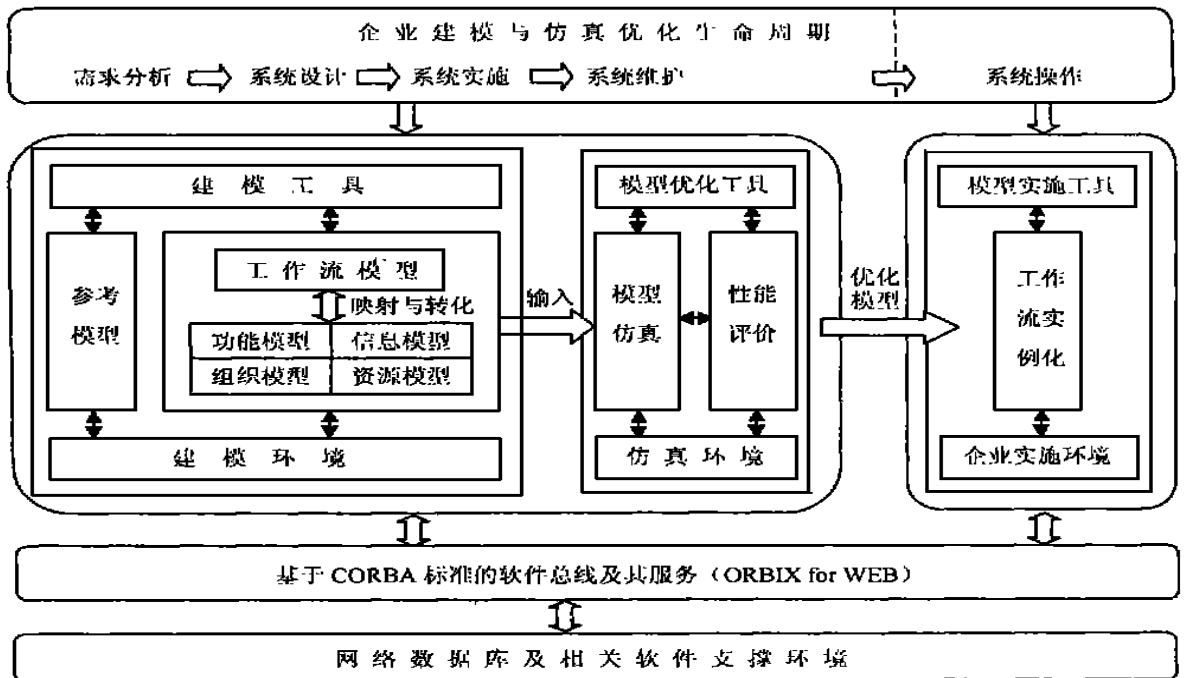 企业建模与仿真优化生命周期
需求分析 系统设计 系统实施 系统维护 系统操作
建模工具
模型优化工具
模型实施工具
参考
模型
工作流模型
映射与转化
功能模型 信息模型
组织模型 资源模型
输入
模型
仿真
性能
评价
优化
模型
工作
流实
例化
建模环境
仿真环境
企业实施环境
基于 CORBA 标准的软件总线及其服务（ORBIX for WEB）
网络数据库及相关软件支撑环境